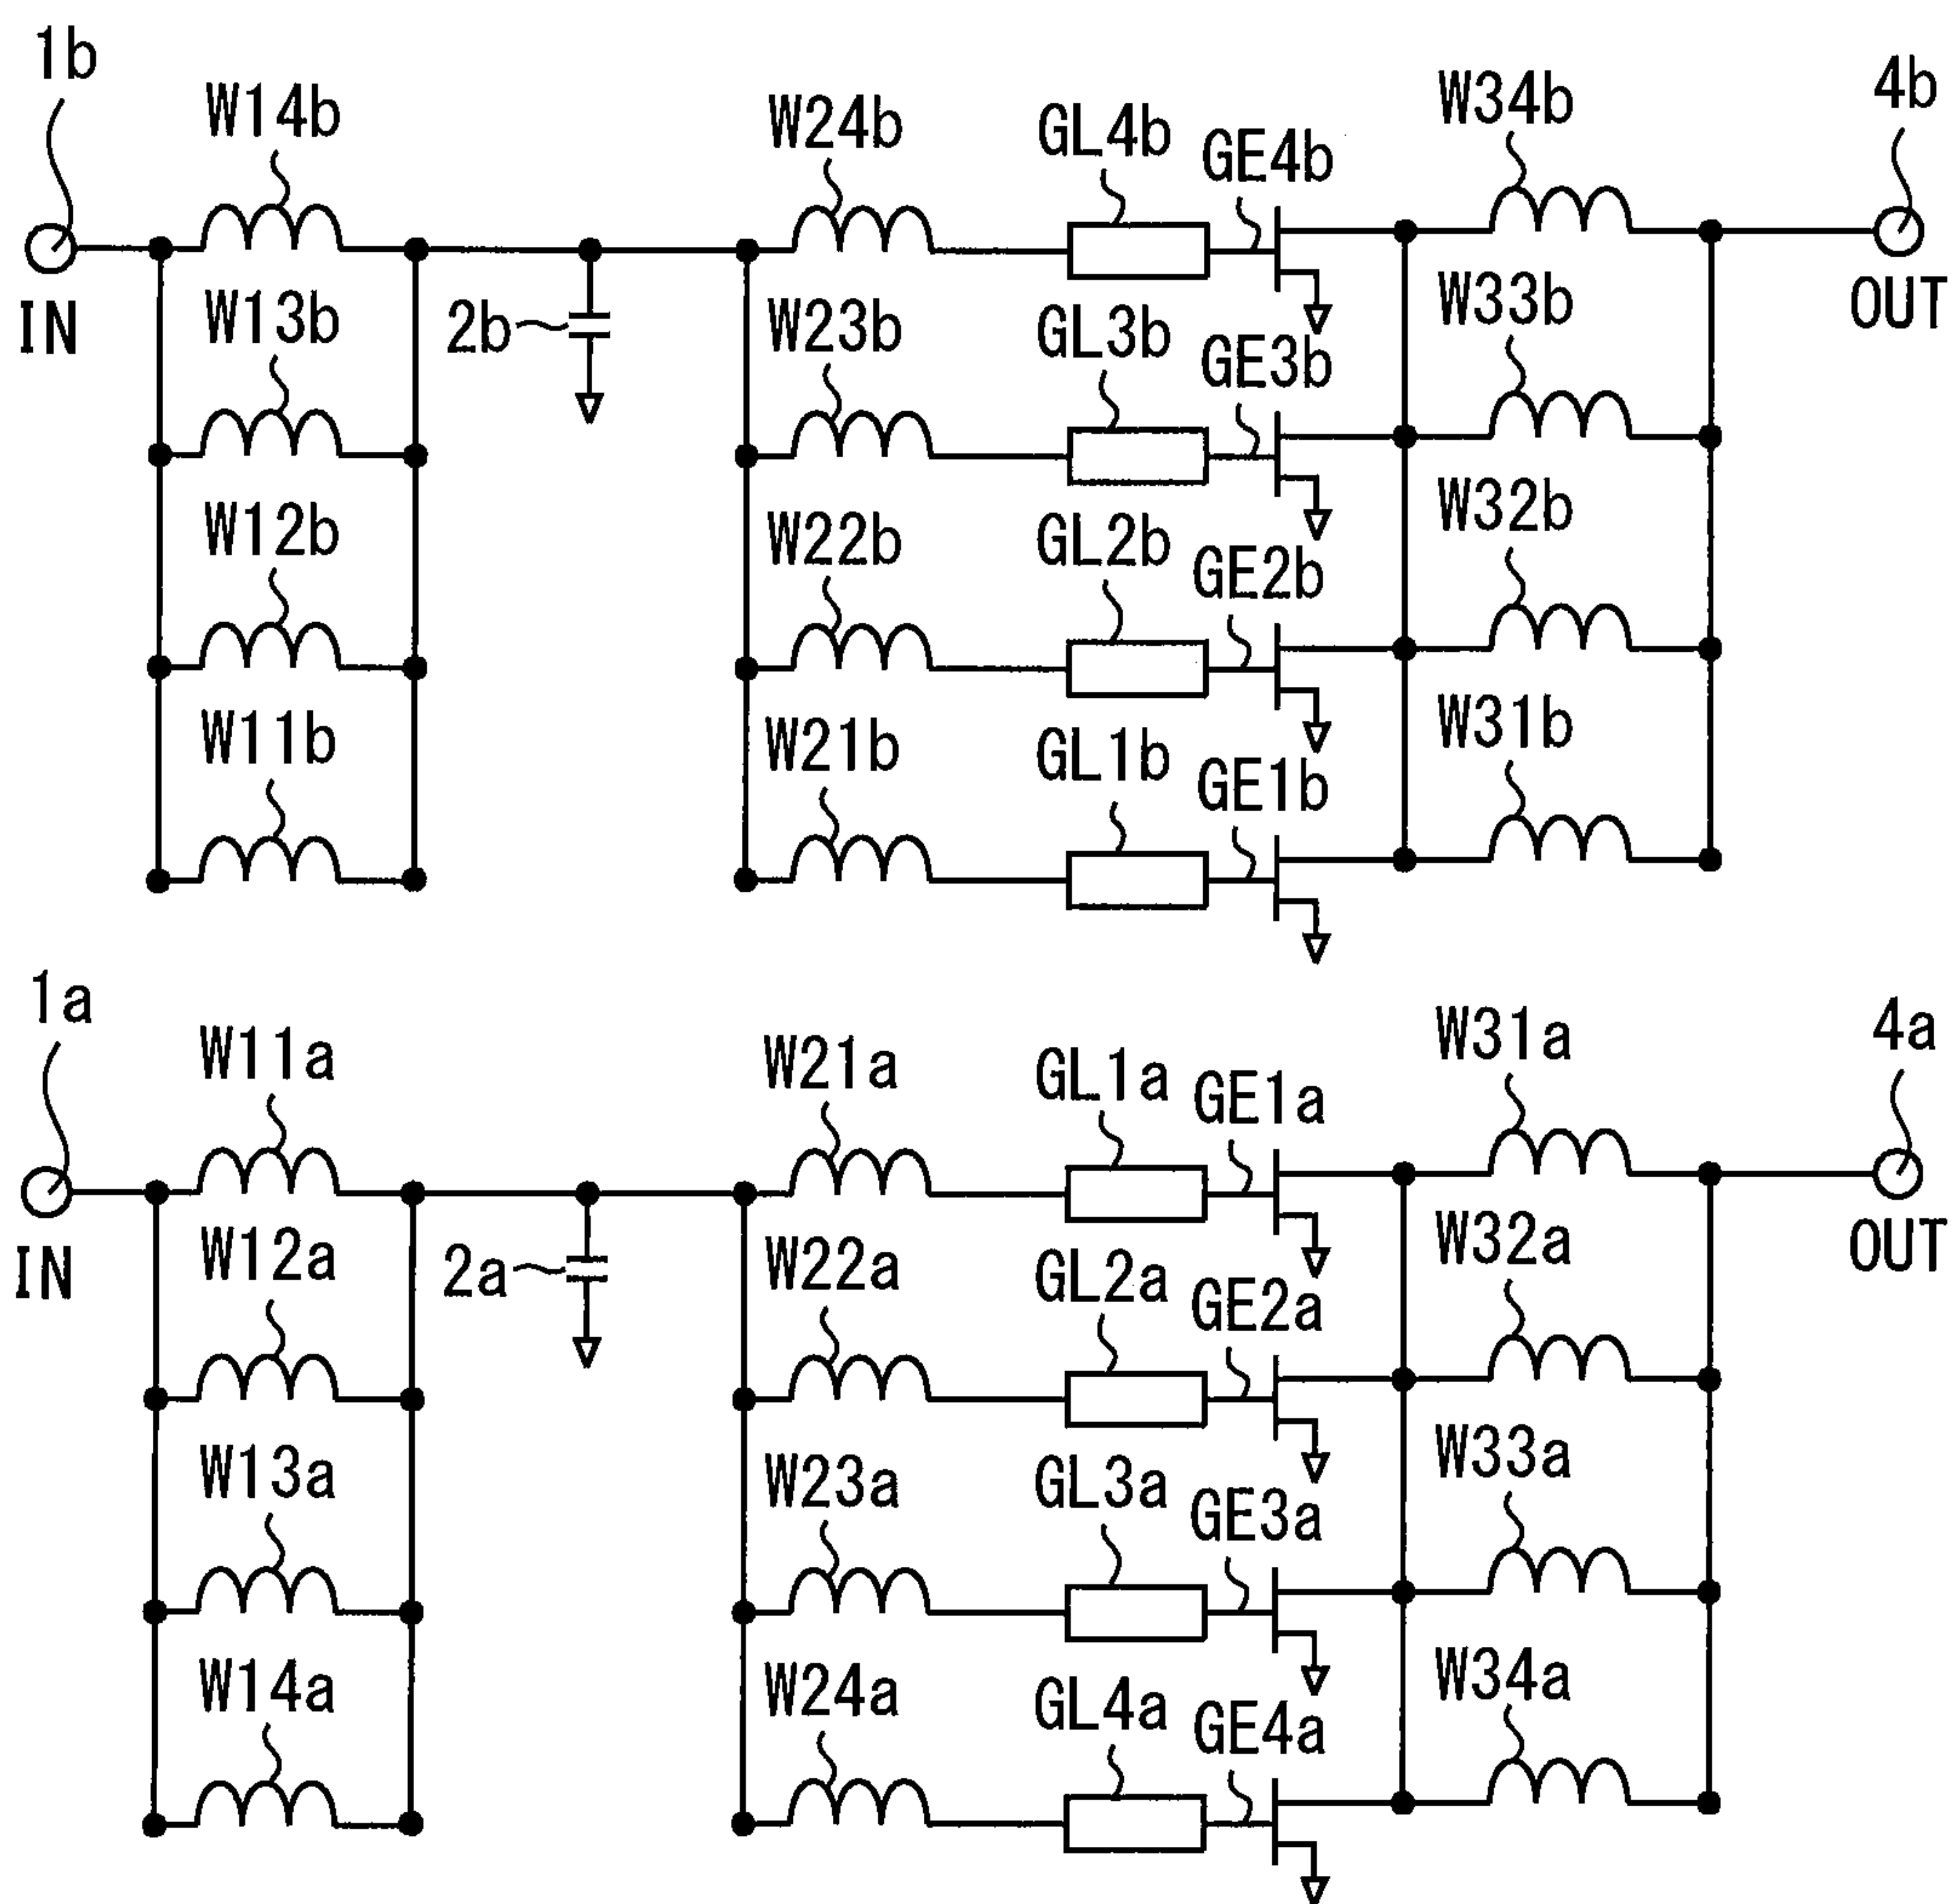 1b
W14b
W24b
GL4b
GE4b
W34b
4b
IN
W13b
2b
W23b
GL3b
GE3b
W33b
OUT
W12b
W22b
GL2b
GE2b
W32b
W11b
W21b
GL1b
GE1b
W31b
1a
W11a
W21a
GL1a
GE1a
W31a
4a
IN
W12a
2a
W22a
GL2a
GE2a
W32a
OUT
W13a
W23a
GL3a
GE3a
W33a
W14a
W24a
GL4a
GE4a
W34a